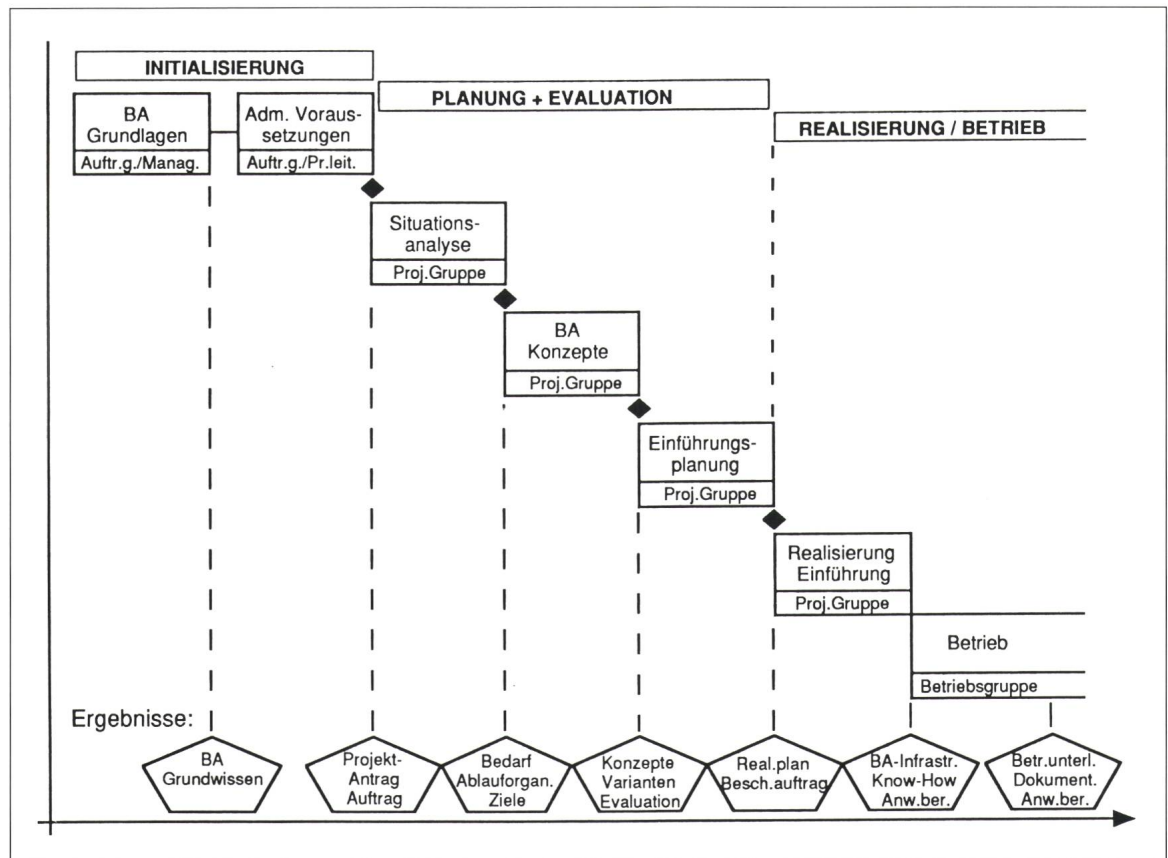 INITIALISIERUNG
PLANUNG + EVALUATION
REALISIERUNG / BETRIEB
BA
Grundlagen
Auftr.g./Manag.
Adm. Voraus-
setzungen
Auftr.g./Pr.leit.
Situations-
analyse
Proj.Gruppe
BA
Konzepte
Proj.Gruppe
Einführungs-
planung
Proj.Gruppe
Realisierung
Einführung
Proj.Gruppe
Betrieb
Betriebsgruppe
Ergebnisse:
BA
Grundwissen
Projekt-
Antrag
Auftrag
Bedarf
Ablauforgan.
Ziele
Konzepte
Varianten
Evaluation
Real.plan
Besch.auftrag
BA-Infrastr.
Know-How
Anw.ber.
Betr.unterl.
Dokument.
Anw.ber.